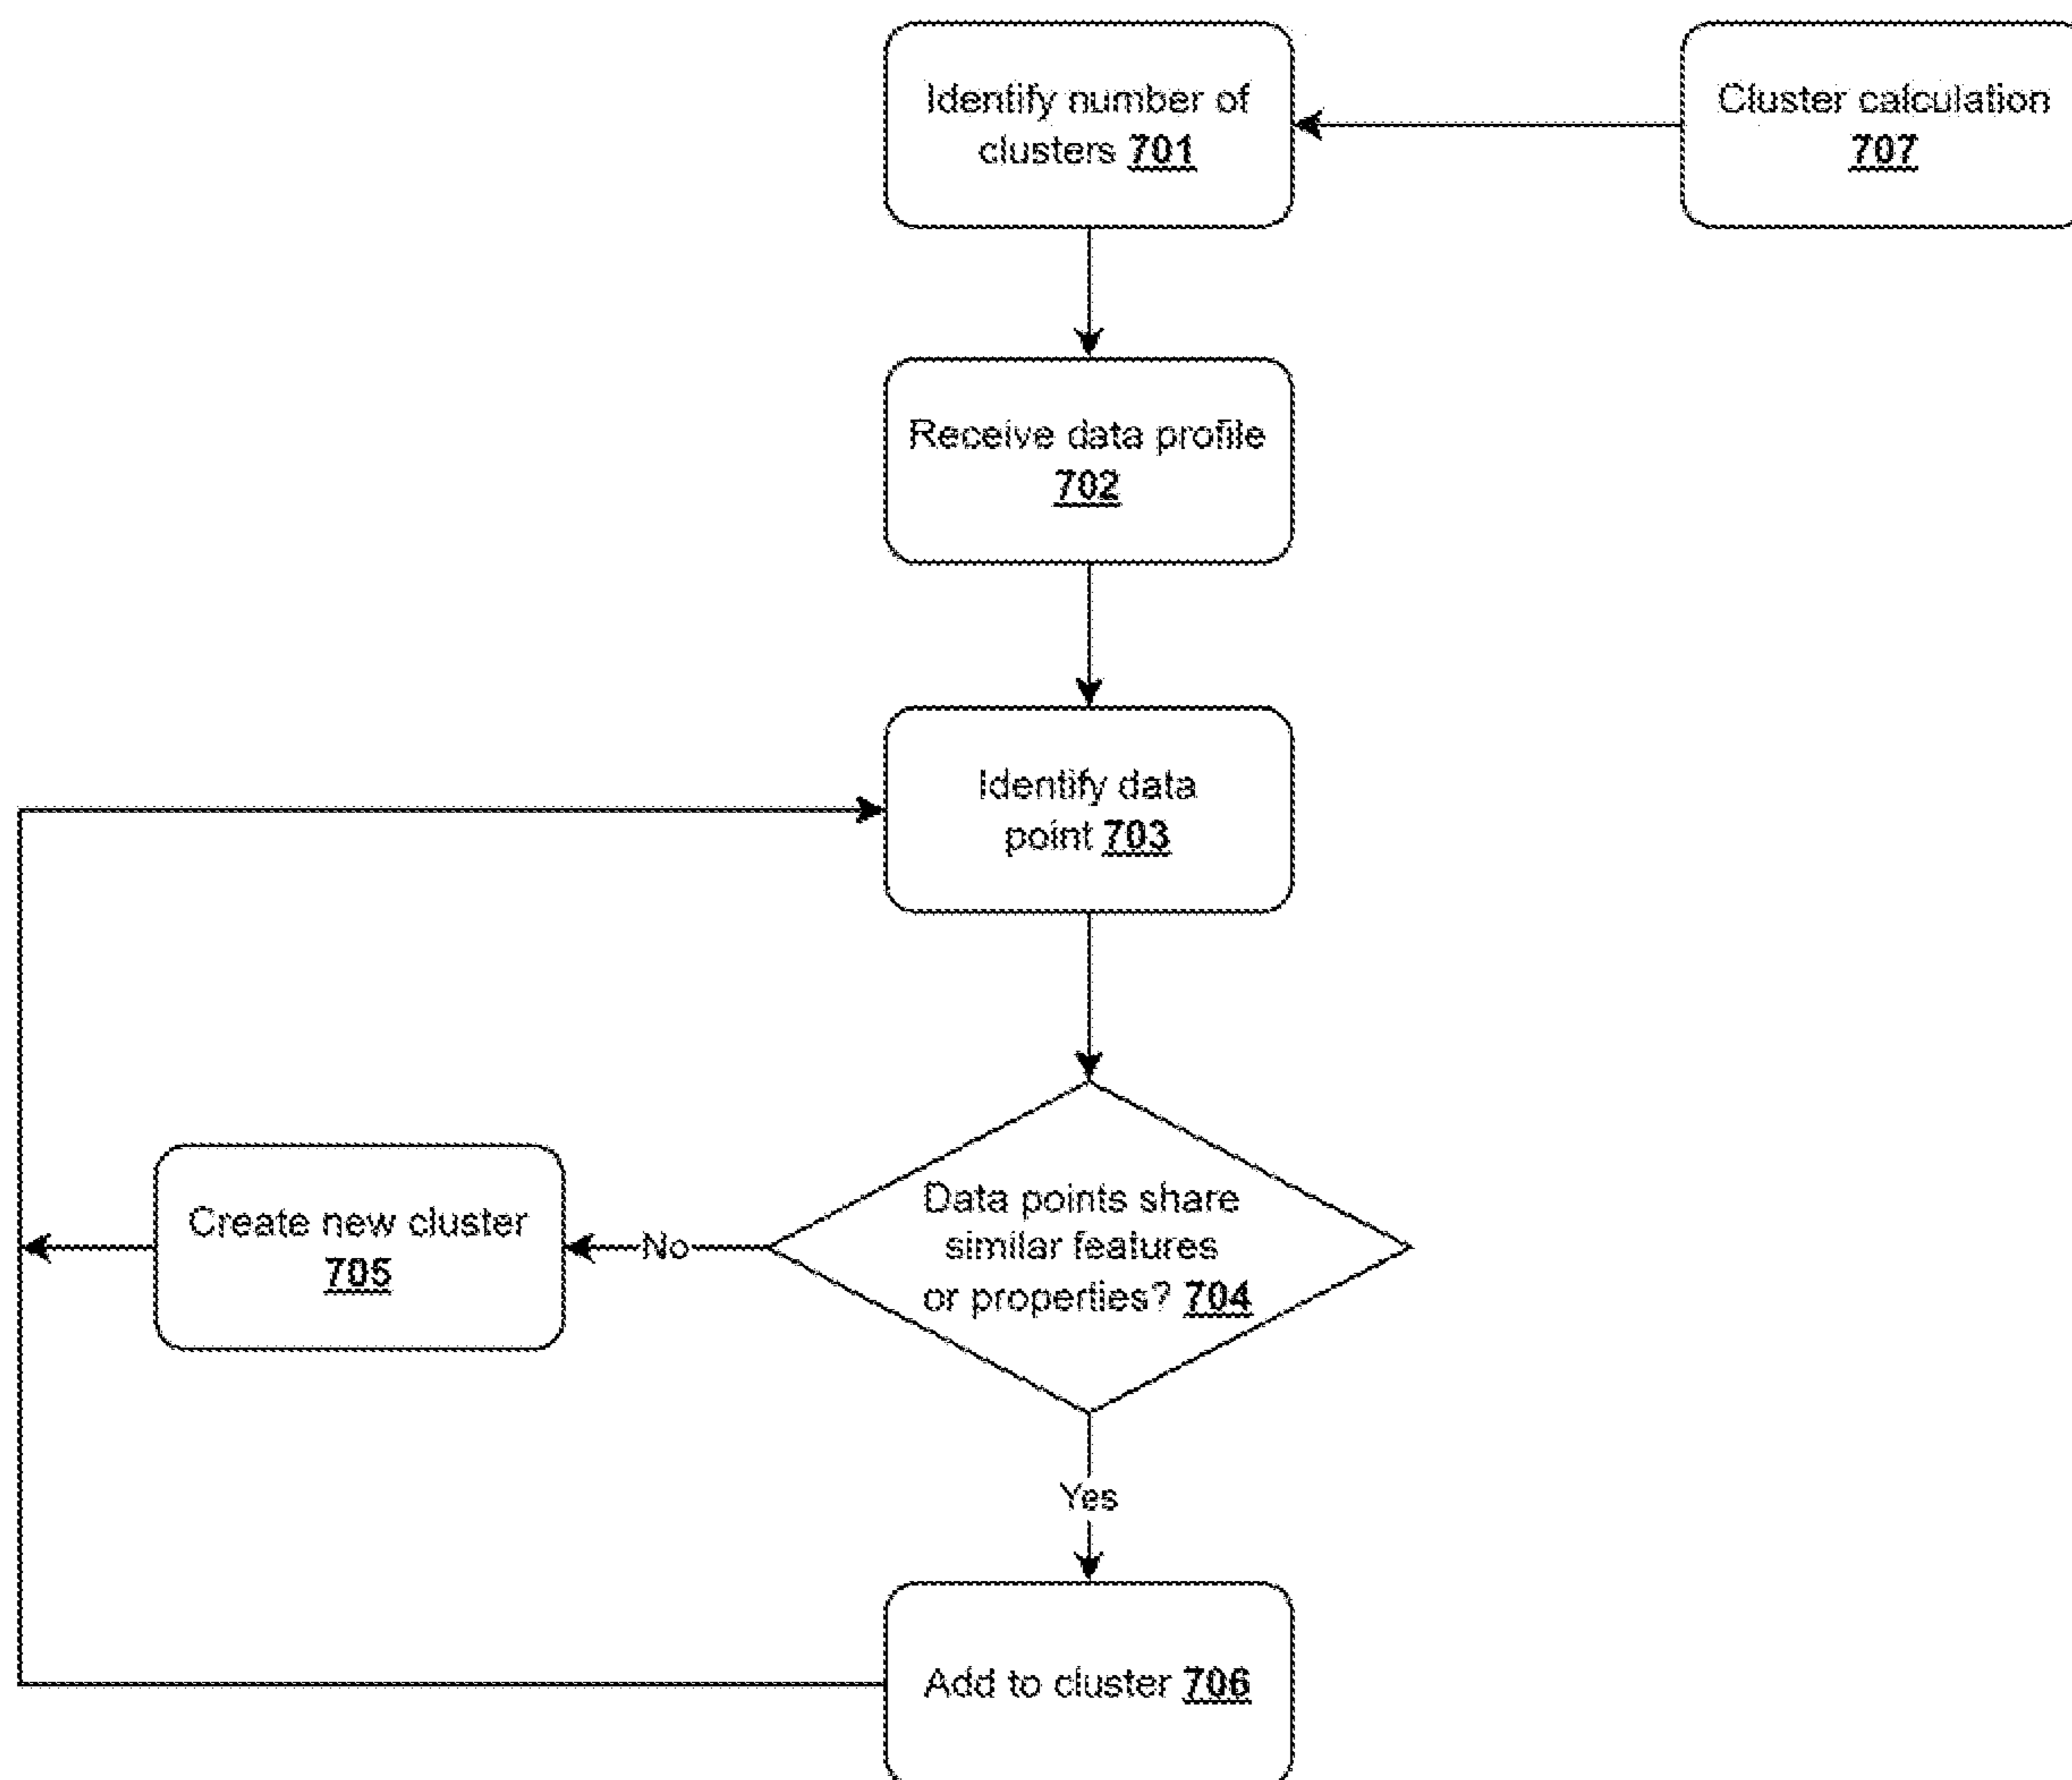 Identify number of
clusters 701
Cluster calculation
707
Receive data profile
702
Identify data
point 703
Data points share
similar features
or properties? 704
No
Create new cluster
705
Yes
Add to cluster 706